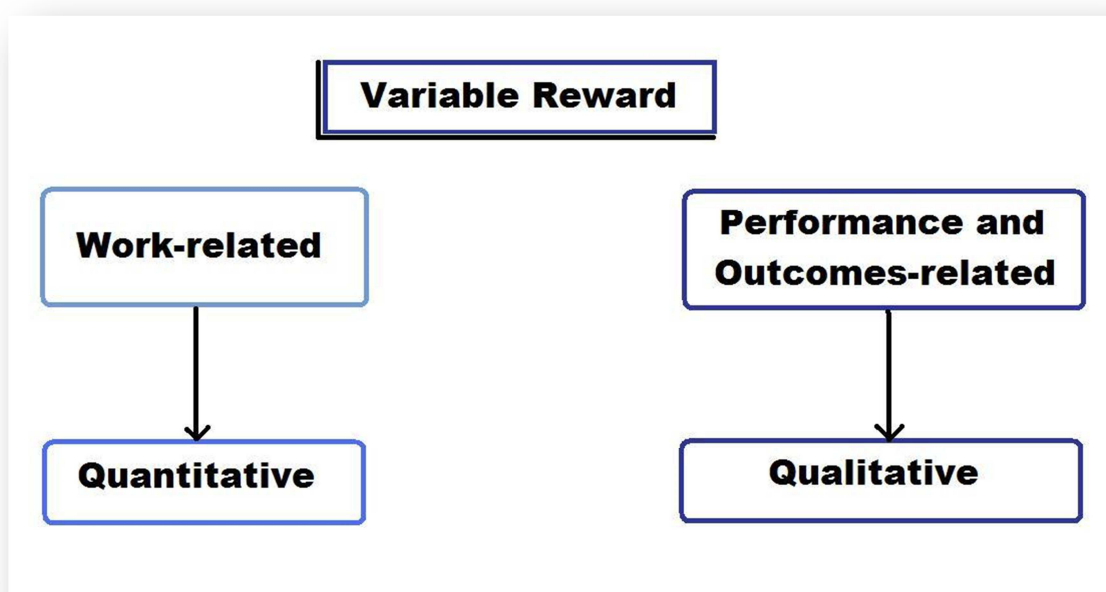 Variable Reward
Work-related
Performance and
Outcomes-related
Quantitative
Qualitative